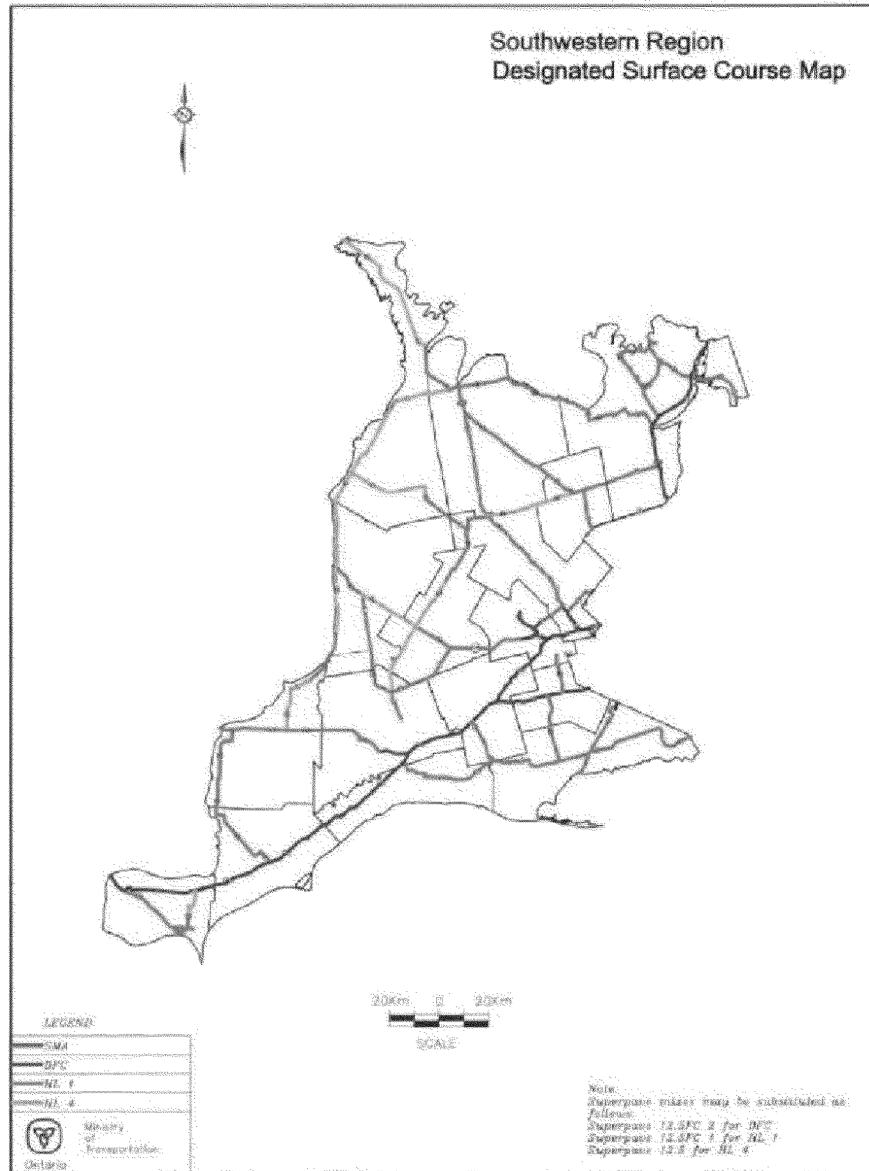 Southwestern Region
Designated Surface Course Map
20Km 0 20Km
SCALE
LEGEND
SMA
DFC
HL 1
HL 4
Ministry
of
Transportation
Ontario
Note
Superpave mixes may be substituted as
follows
Superpave 12.5FC 2 for DFC
Superpave 12.5FC 1 for HL 1
Superpave 12.5 for HL 4